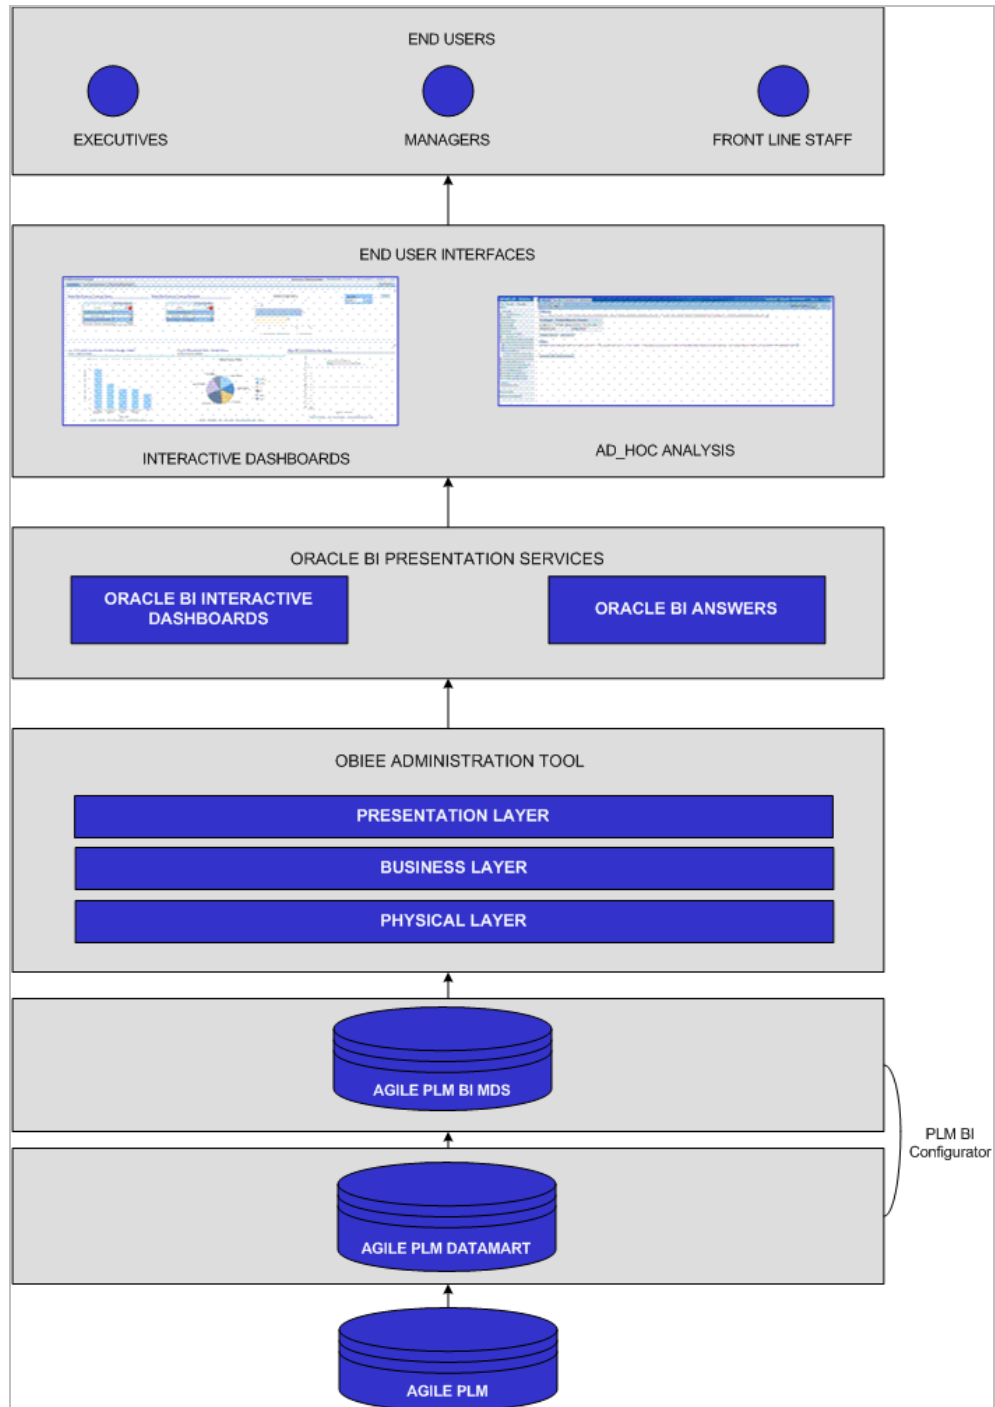 END USERS
EXECUTIVES
MANAGERS
FRONT LINE STAFF
END USER INTERFACES
INTERACTIVE DASHBOARDS
AD_HOC ANALYSIS
ORACLE BI PRESENTATION SERVICES
ORACLE BI INTERACTIVE
DASHBOARDS
ORACLE BI ANSWERS
OBIEE ADMINISTRATION TOOL
PRESENTATION LAYER
BUSINESS LAYER
PHYSICAL LAYER
AGILE PLM BI MDS
PLM BI
Configurator
AGILE PLM DATAMART
AGILE PLM